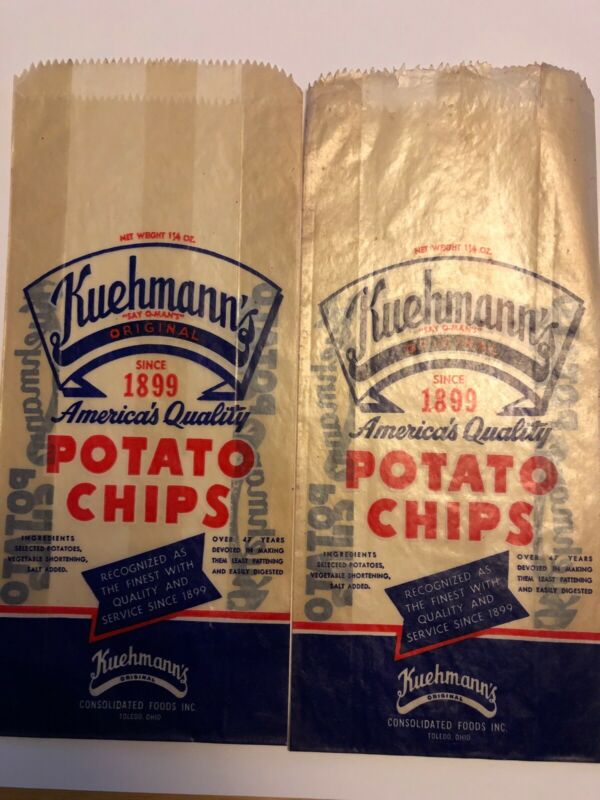 NET WEIGHT 1¼ OZ.
Kuehmann's
"SAY Q-MAN'S"
ORIGINAL
SINCE
1899
America's Quality
POTATO
CHIPS
INGREDIENTS
SELECTED POTATOES,
VEGETABLE SHORTENING,
SALT ADDED.
OVER 47 YEARS
DEVOTED IN MAKING
THEM LEAST FATTENING
AND EASILY DIGESTED
RECOGNIZED AS
THE FINEST WITH
QUALITY AND
SERVICE SINCE 1899
Kuehmann's
ORIGINAL
CONSOLIDATED FOODS INC.
TOLEDO, OHIO
NET WEIGHT 1¼ OZ.
Kuehmann's
"SAY Q-MAN'S"
ORIGINAL
SINCE
1899
America's Quality
POTATO
CHIPS
INGREDIENTS
SELECTED POTATOES,
VEGETABLE SHORTENING,
SALT ADDED.
OVER 47 YEARS
DEVOTED IN MAKING
THEM LEAST FATTENING
AND EASILY DIGESTED
RECOGNIZED AS
THE FINEST WITH
QUALITY AND
SERVICE SINCE 1899
Kuehmann's
ORIGINAL
CONSOLIDATED FOODS INC.
TOLEDO, OHIO